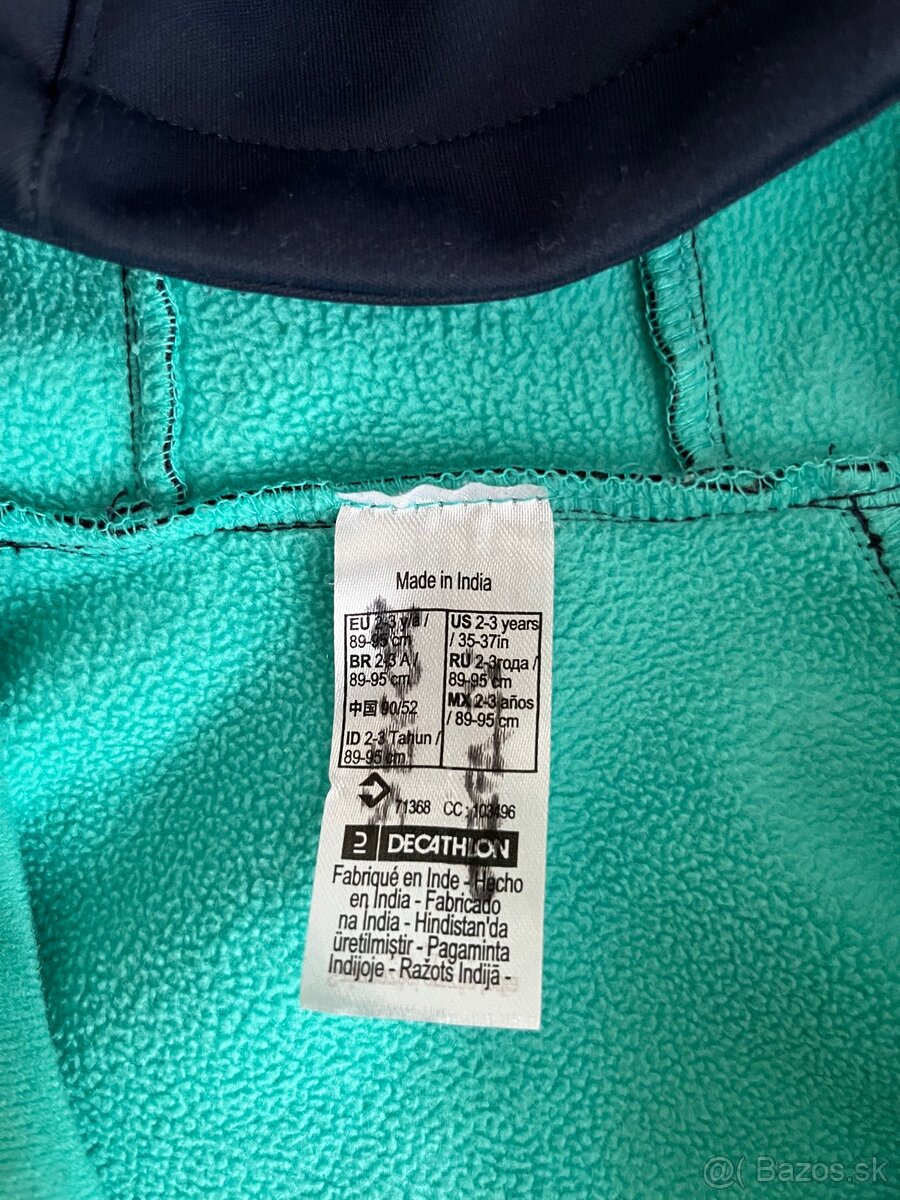 Made in India
EU 2-3 y/a /
89-95 cm
BR 2-3 A /
89-95 cm
中国 90/52
ID 2-3 Tahun /
89-95 cm
US 2-3 years
/ 35-37in
RU 2-3года /
89-95 cm
MX 2-3 años
/ 89-95 cm
71368 CC : 103496
DECATHLON
Fabriqué en Inde - Hecho
en India - Fabricado
na Índia - Hindistan'da
üretilmiştir - Pagaminta
Indijoje - Ražots Indijā -
@( Bazos.sk